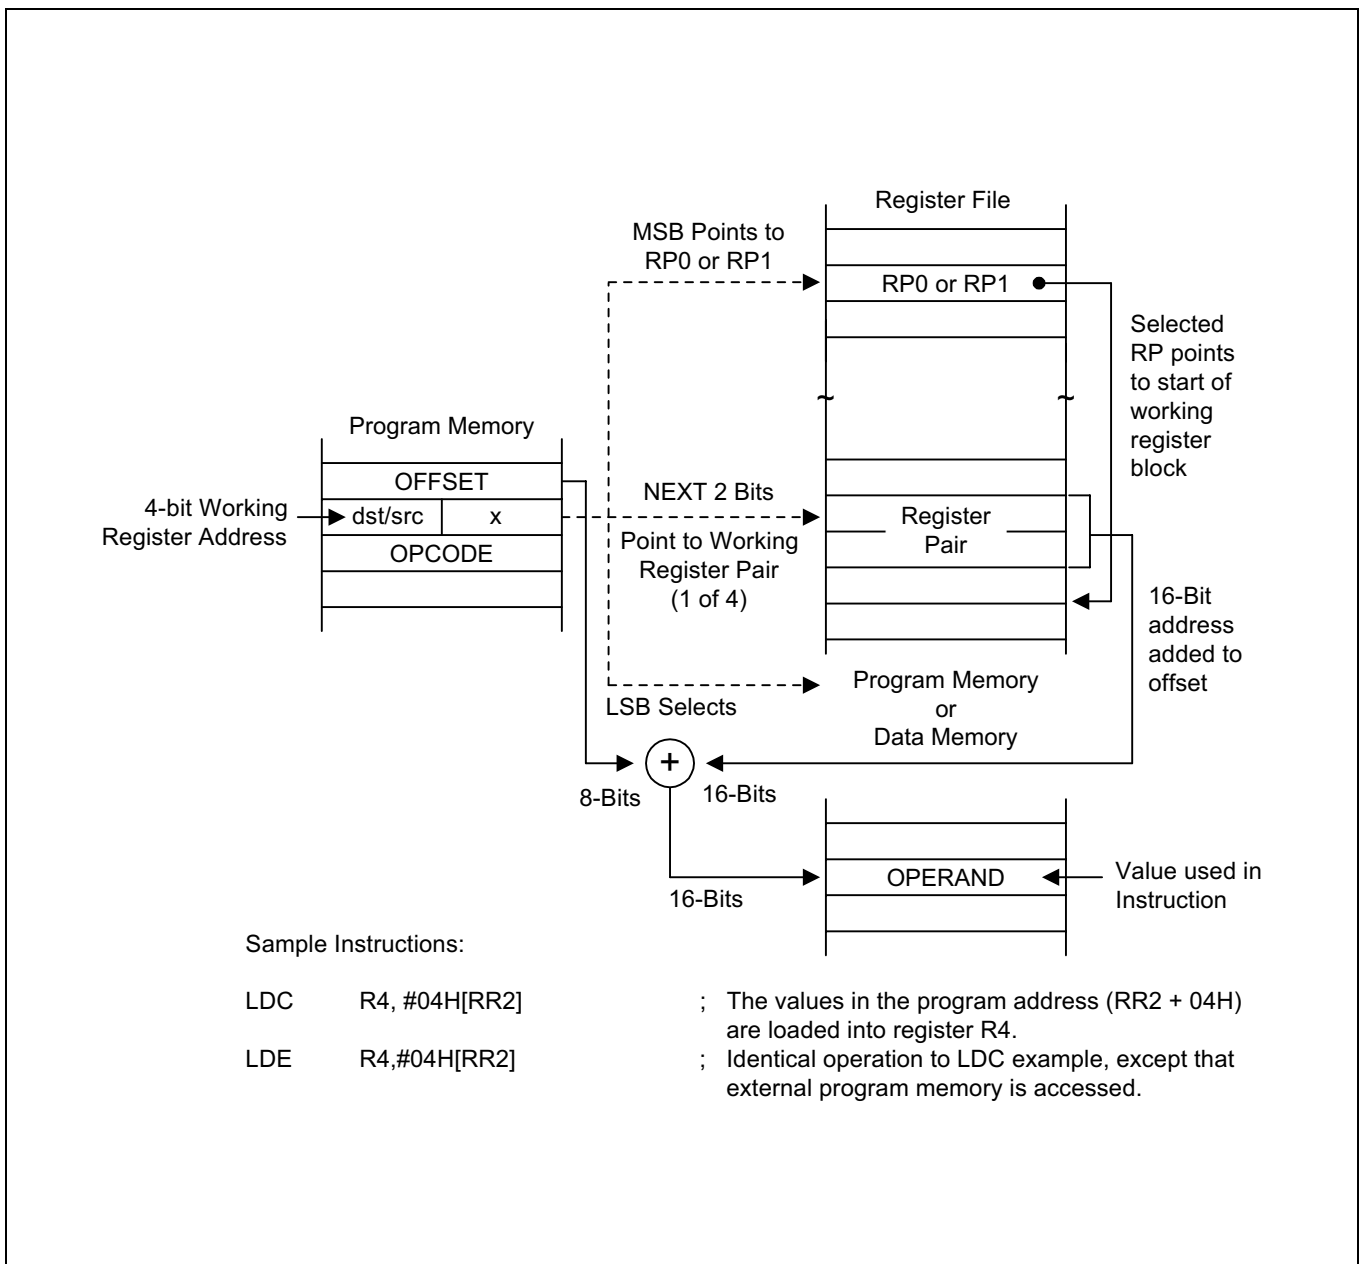 Register File
MSB Points to
RP0 or RP1
RP0 or RP1
Selected
RP points
to start of
working
register
block
~ ~
Program Memory
OFFSET
4-bit Working
Register Address
dst/src x
OPCODE
NEXT 2 Bits
Point to Working
Register Pair
(1 of 4)
Register
Pair
16-Bit
address
added to
offset
LSB Selects
Program Memory
or
Data Memory
+
8-Bits
16-Bits
16-Bits
OPERAND
Value used in
Instruction
Sample Instructions:
LDC R4, #04H[RR2] ; The values in the program address (RR2 + 04H)
are loaded into register R4.
LDE R4,#04H[RR2] ; Identical operation to LDC example, except that
external program memory is accessed.